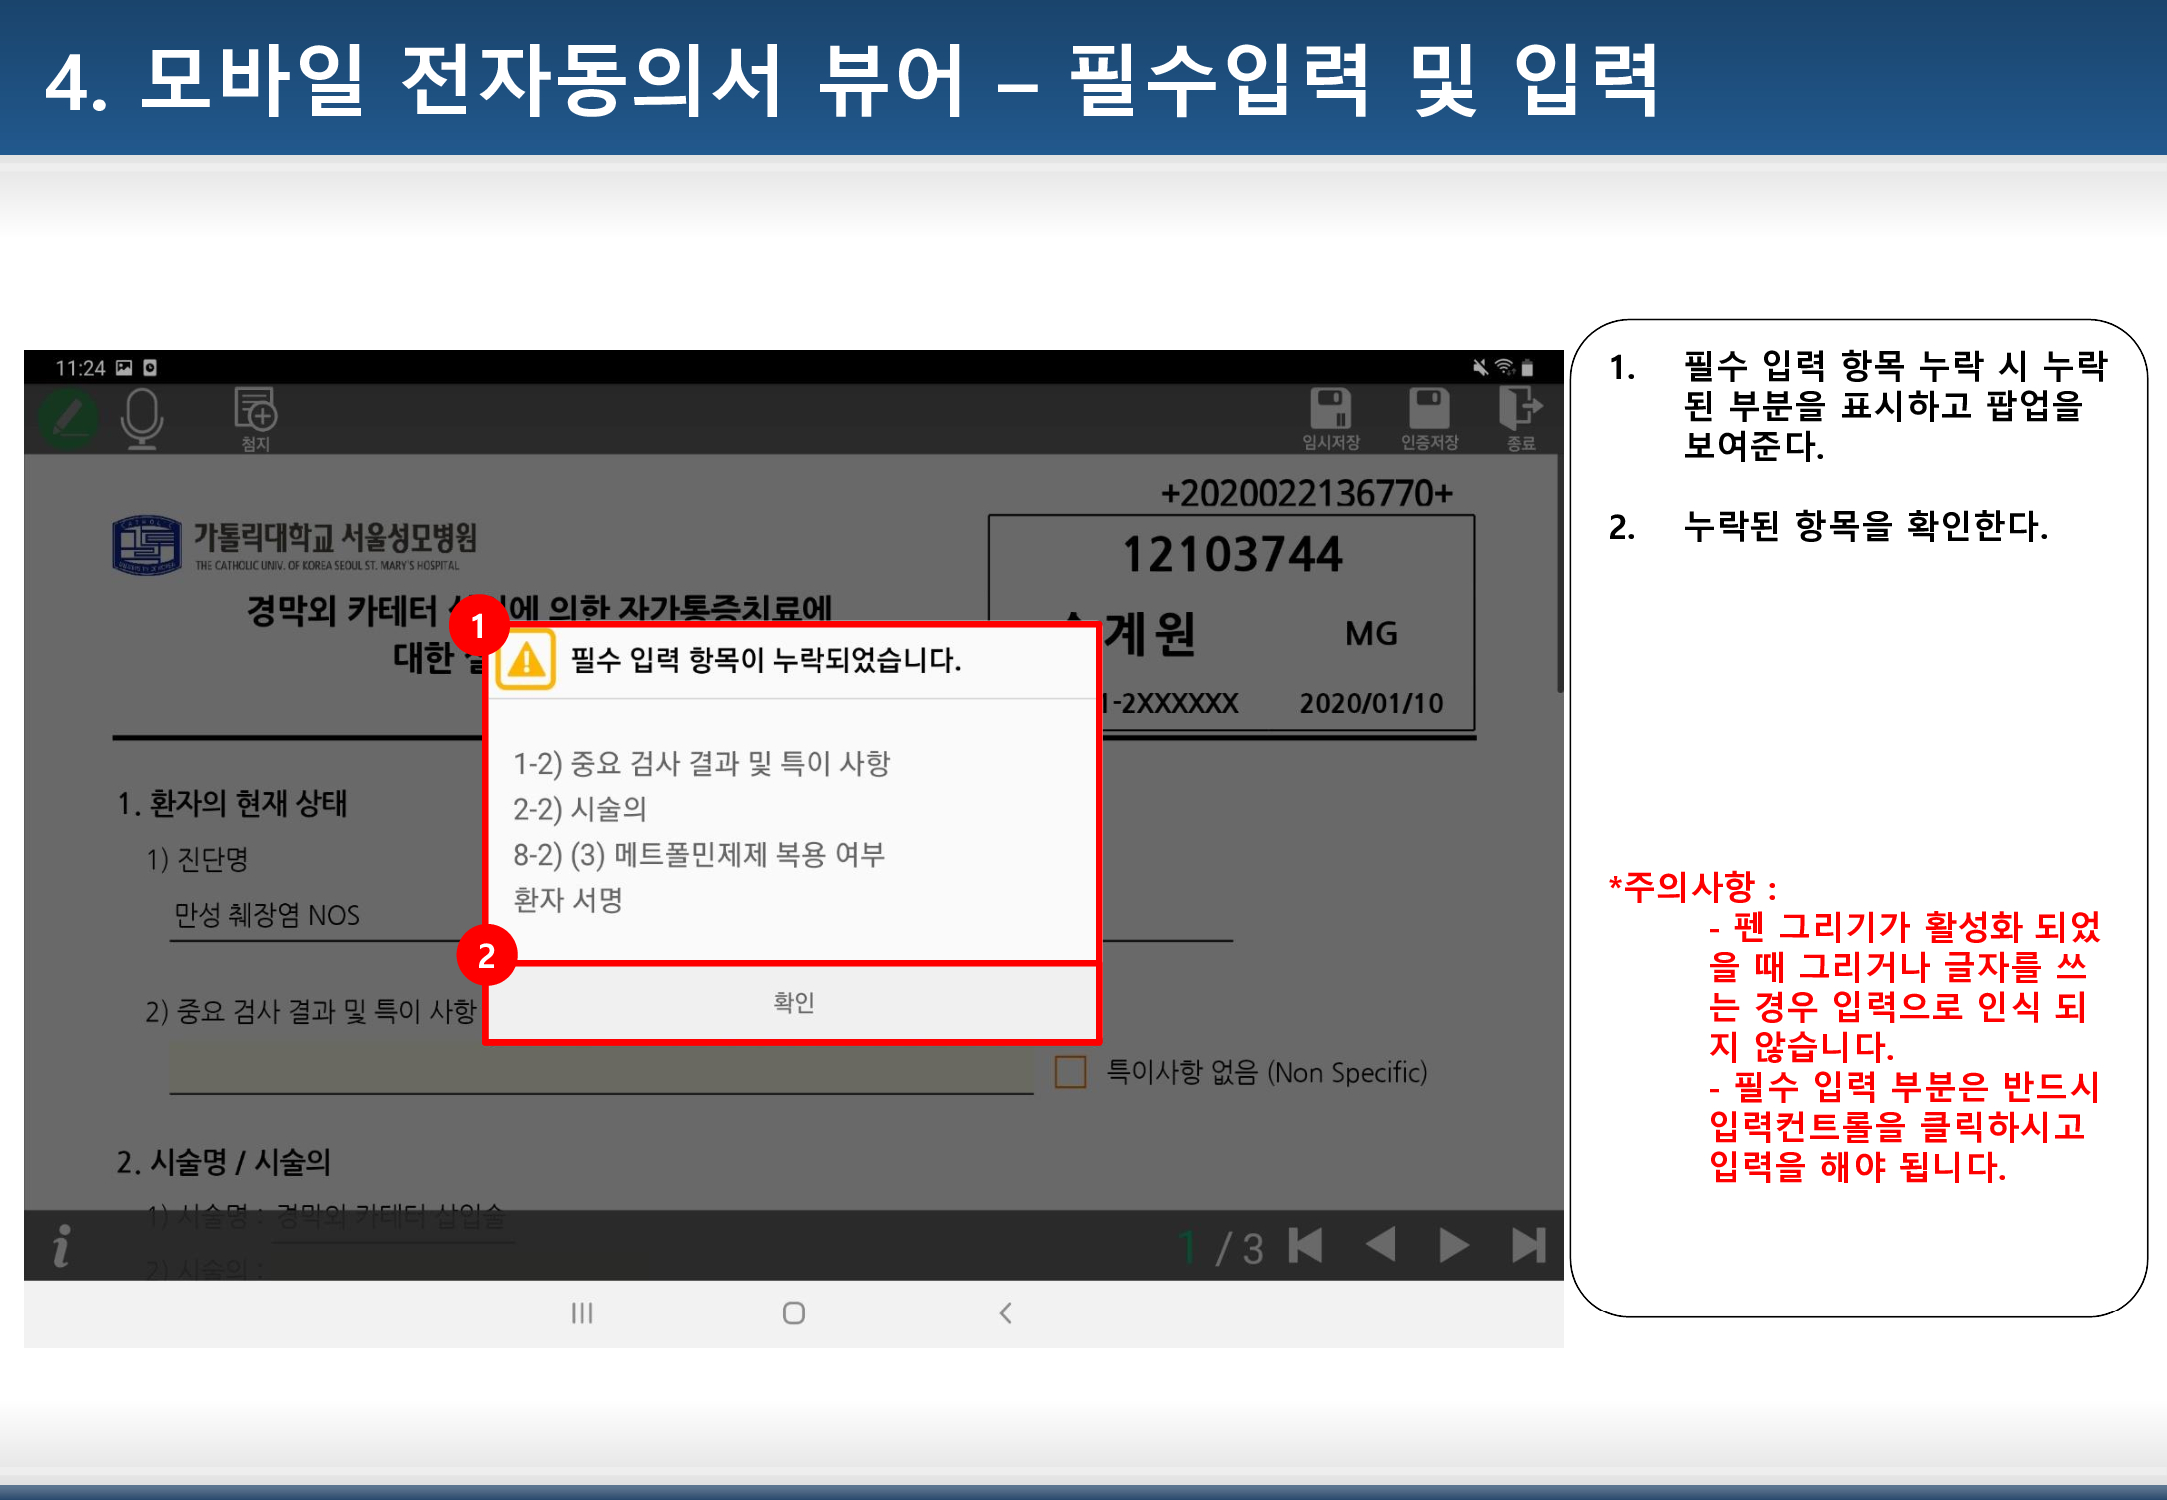 4. 모바일 전자동의서 뷰어 – 필수입력 및 입력
11:24
첨지
임시저장
인증저장
종료
+2020022136770+
가톨릭대학교 서울성모병원
THE CATHOLIC UNIV. OF KOREA SEOUL ST. MARY'S HOSPITAL
12103744
경막외 카테터 에 의한 자가통증치료에
대한
계원
MG
1-2XXXXXX
2020/01/10
1
필수 입력 항목이 누락되었습니다.
1-2) 중요 검사 결과 및 특이 사항
2-2) 시술의
8-2) (3) 메트폴민제제 복용 여부
환자 서명
2
확인
1. 환자의 현재 상태
1) 진단명
만성 췌장염 NOS
2) 중요 검사 결과 및 특이 사항
특이사항 없음 (Non Specific)
2. 시술명 / 시술의
1) 시술명 : 경막외 카테터 삽입술
2) 시술의 :
i
1 / 3
1. 필수 입력 항목 누락 시 누락
된 부분을 표시하고 팝업을
보여준다.
2. 누락된 항목을 확인한다.
*주의사항 :
- 펜 그리기가 활성화 되었
을 때 그리거나 글자를 쓰
는 경우 입력으로 인식 되
지 않습니다.
- 필수 입력 부분은 반드시
입력컨트롤을 클릭하시고
입력을 해야 됩니다.